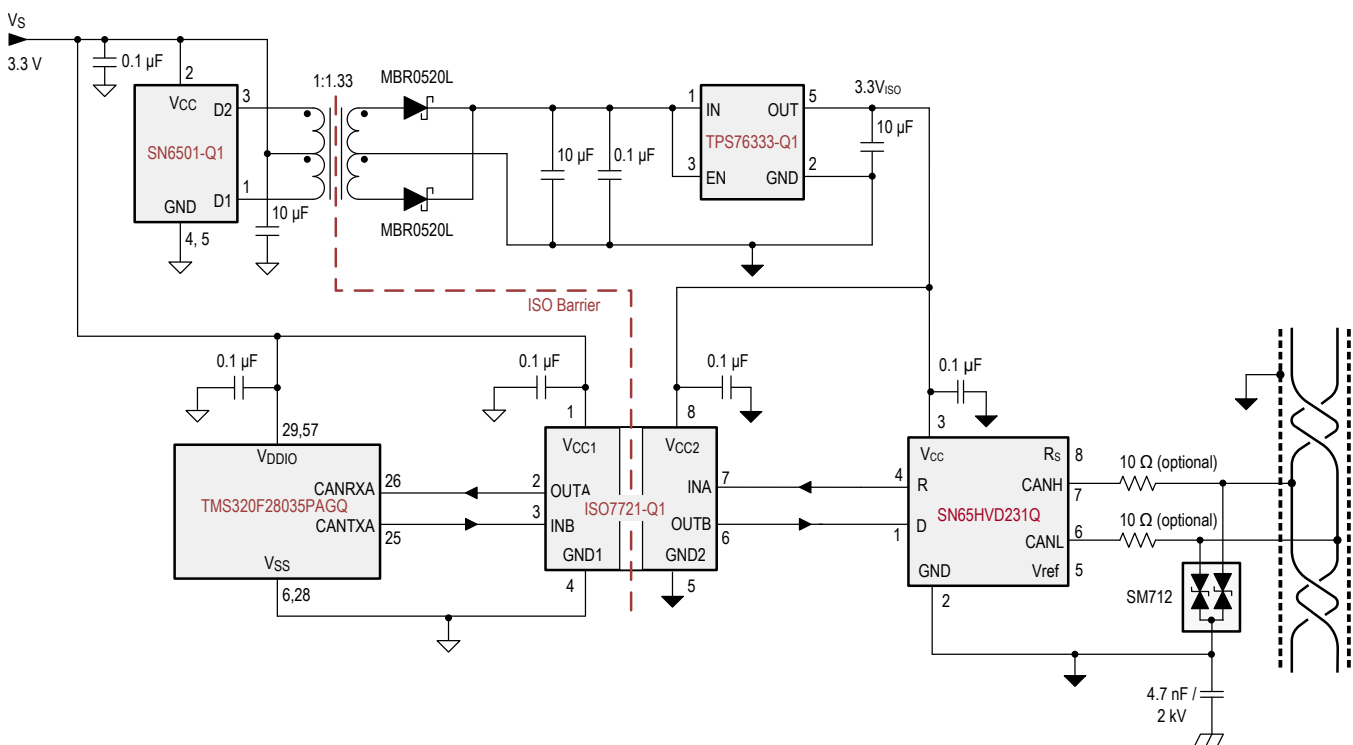 VS
3.3 V
0.1 µF
2
VCC
D2
3
SN6501-Q1
1
D1
GND
4, 5
10 µF
1:1.33
MBR0520L
MBR0520L
10 µF
0.1 µF
1
IN
OUT
5
TPS76333-Q1
3
EN
GND
2
3.3VISO
10 µF
ISO Barrier
0.1 µF
0.1 µF
0.1 µF
0.1 µF
29,57
VDDIO
CANRXA
26
TMS320F28035PAGQ
CANTXA
25
VSS
6,28
1
VCC1
2
OUTA
3
INB
GND1
4
ISO7721-Q1
8
VCC2
INA
7
OUTB
6
GND2
5
3
VCC
RS
8
4
R
CANH
7
SN65HVD231Q
1
D
CANL
6
GND
Vref
5
2
10 Ω (optional)
10 Ω (optional)
SM712
4.7 nF /
2 kV